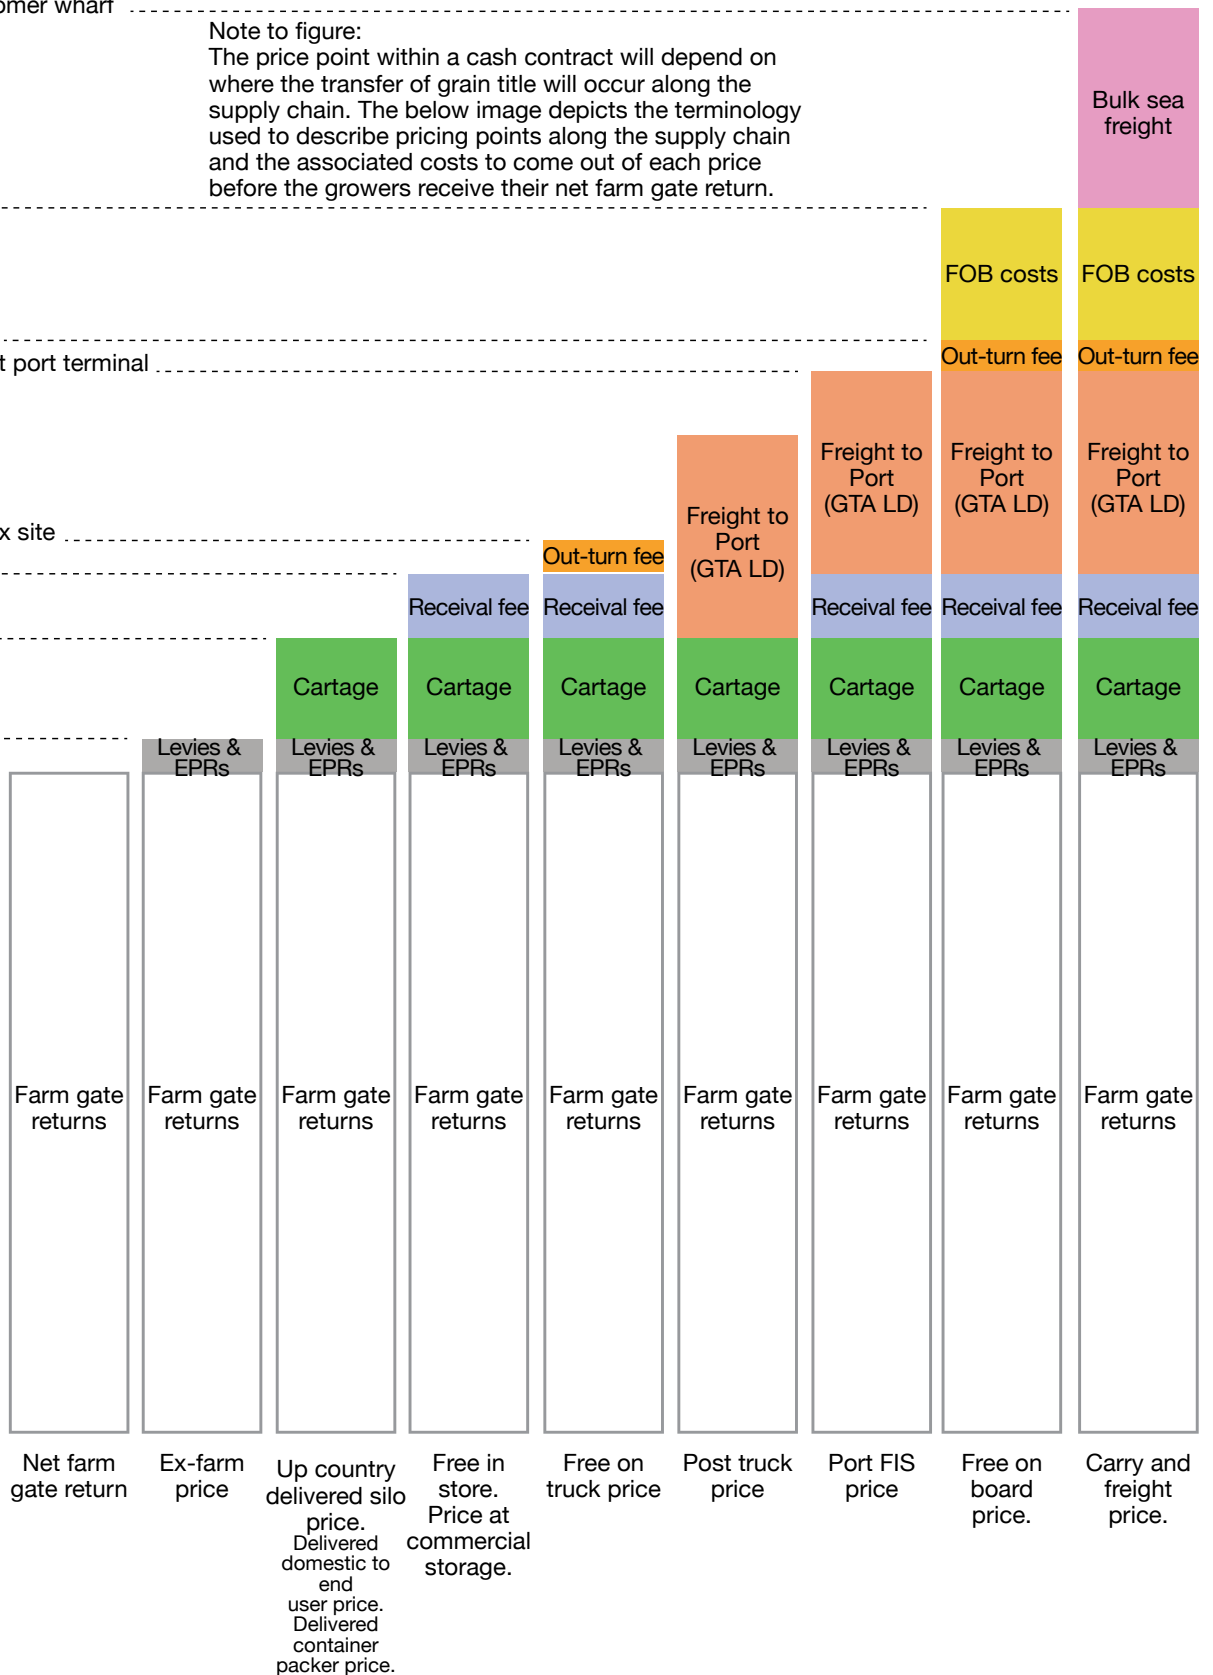 omer wharf
Note to figure:
The price point within a cash contract will depend on
where the transfer of grain title will occur along the
supply chain. The below image depicts the terminology
used to describe pricing points along the supply chain
and the associated costs to come out of each price
before the growers receive their net farm gate return.
Bulk sea
freight
FOB costs
FOB costs
t port terminal
Out-turn fee
Out-turn fee
Freight to
Port
(GTA LD)
Freight to
Port
(GTA LD)
Freight to
Port
(GTA LD)
Freight to
Port
(GTA LD)
x site
Out-turn fee
Receival fee
Receival fee
Receival fee
Receival fee
Receival fee
Cartage
Cartage
Cartage
Cartage
Cartage
Cartage
Cartage
Levies &
EPRs
Levies &
EPRs
Levies &
EPRs
Levies &
EPRs
Levies &
EPRs
Levies &
EPRs
Levies &
EPRs
Levies &
EPRs
Farm gate
returns
Farm gate
returns
Farm gate
returns
Farm gate
returns
Farm gate
returns
Farm gate
returns
Farm gate
returns
Farm gate
returns
Farm gate
returns
Net farm
gate return
Ex-farm
price
Up country
delivered silo
price.
Delivered
domestic to
end
user price.
Delivered
container
packer price.
Free in
store.
Price at
commercial
storage.
Free on
truck price
Post truck
price
Port FIS
price
Free on
board
price.
Carry and
freight
price.